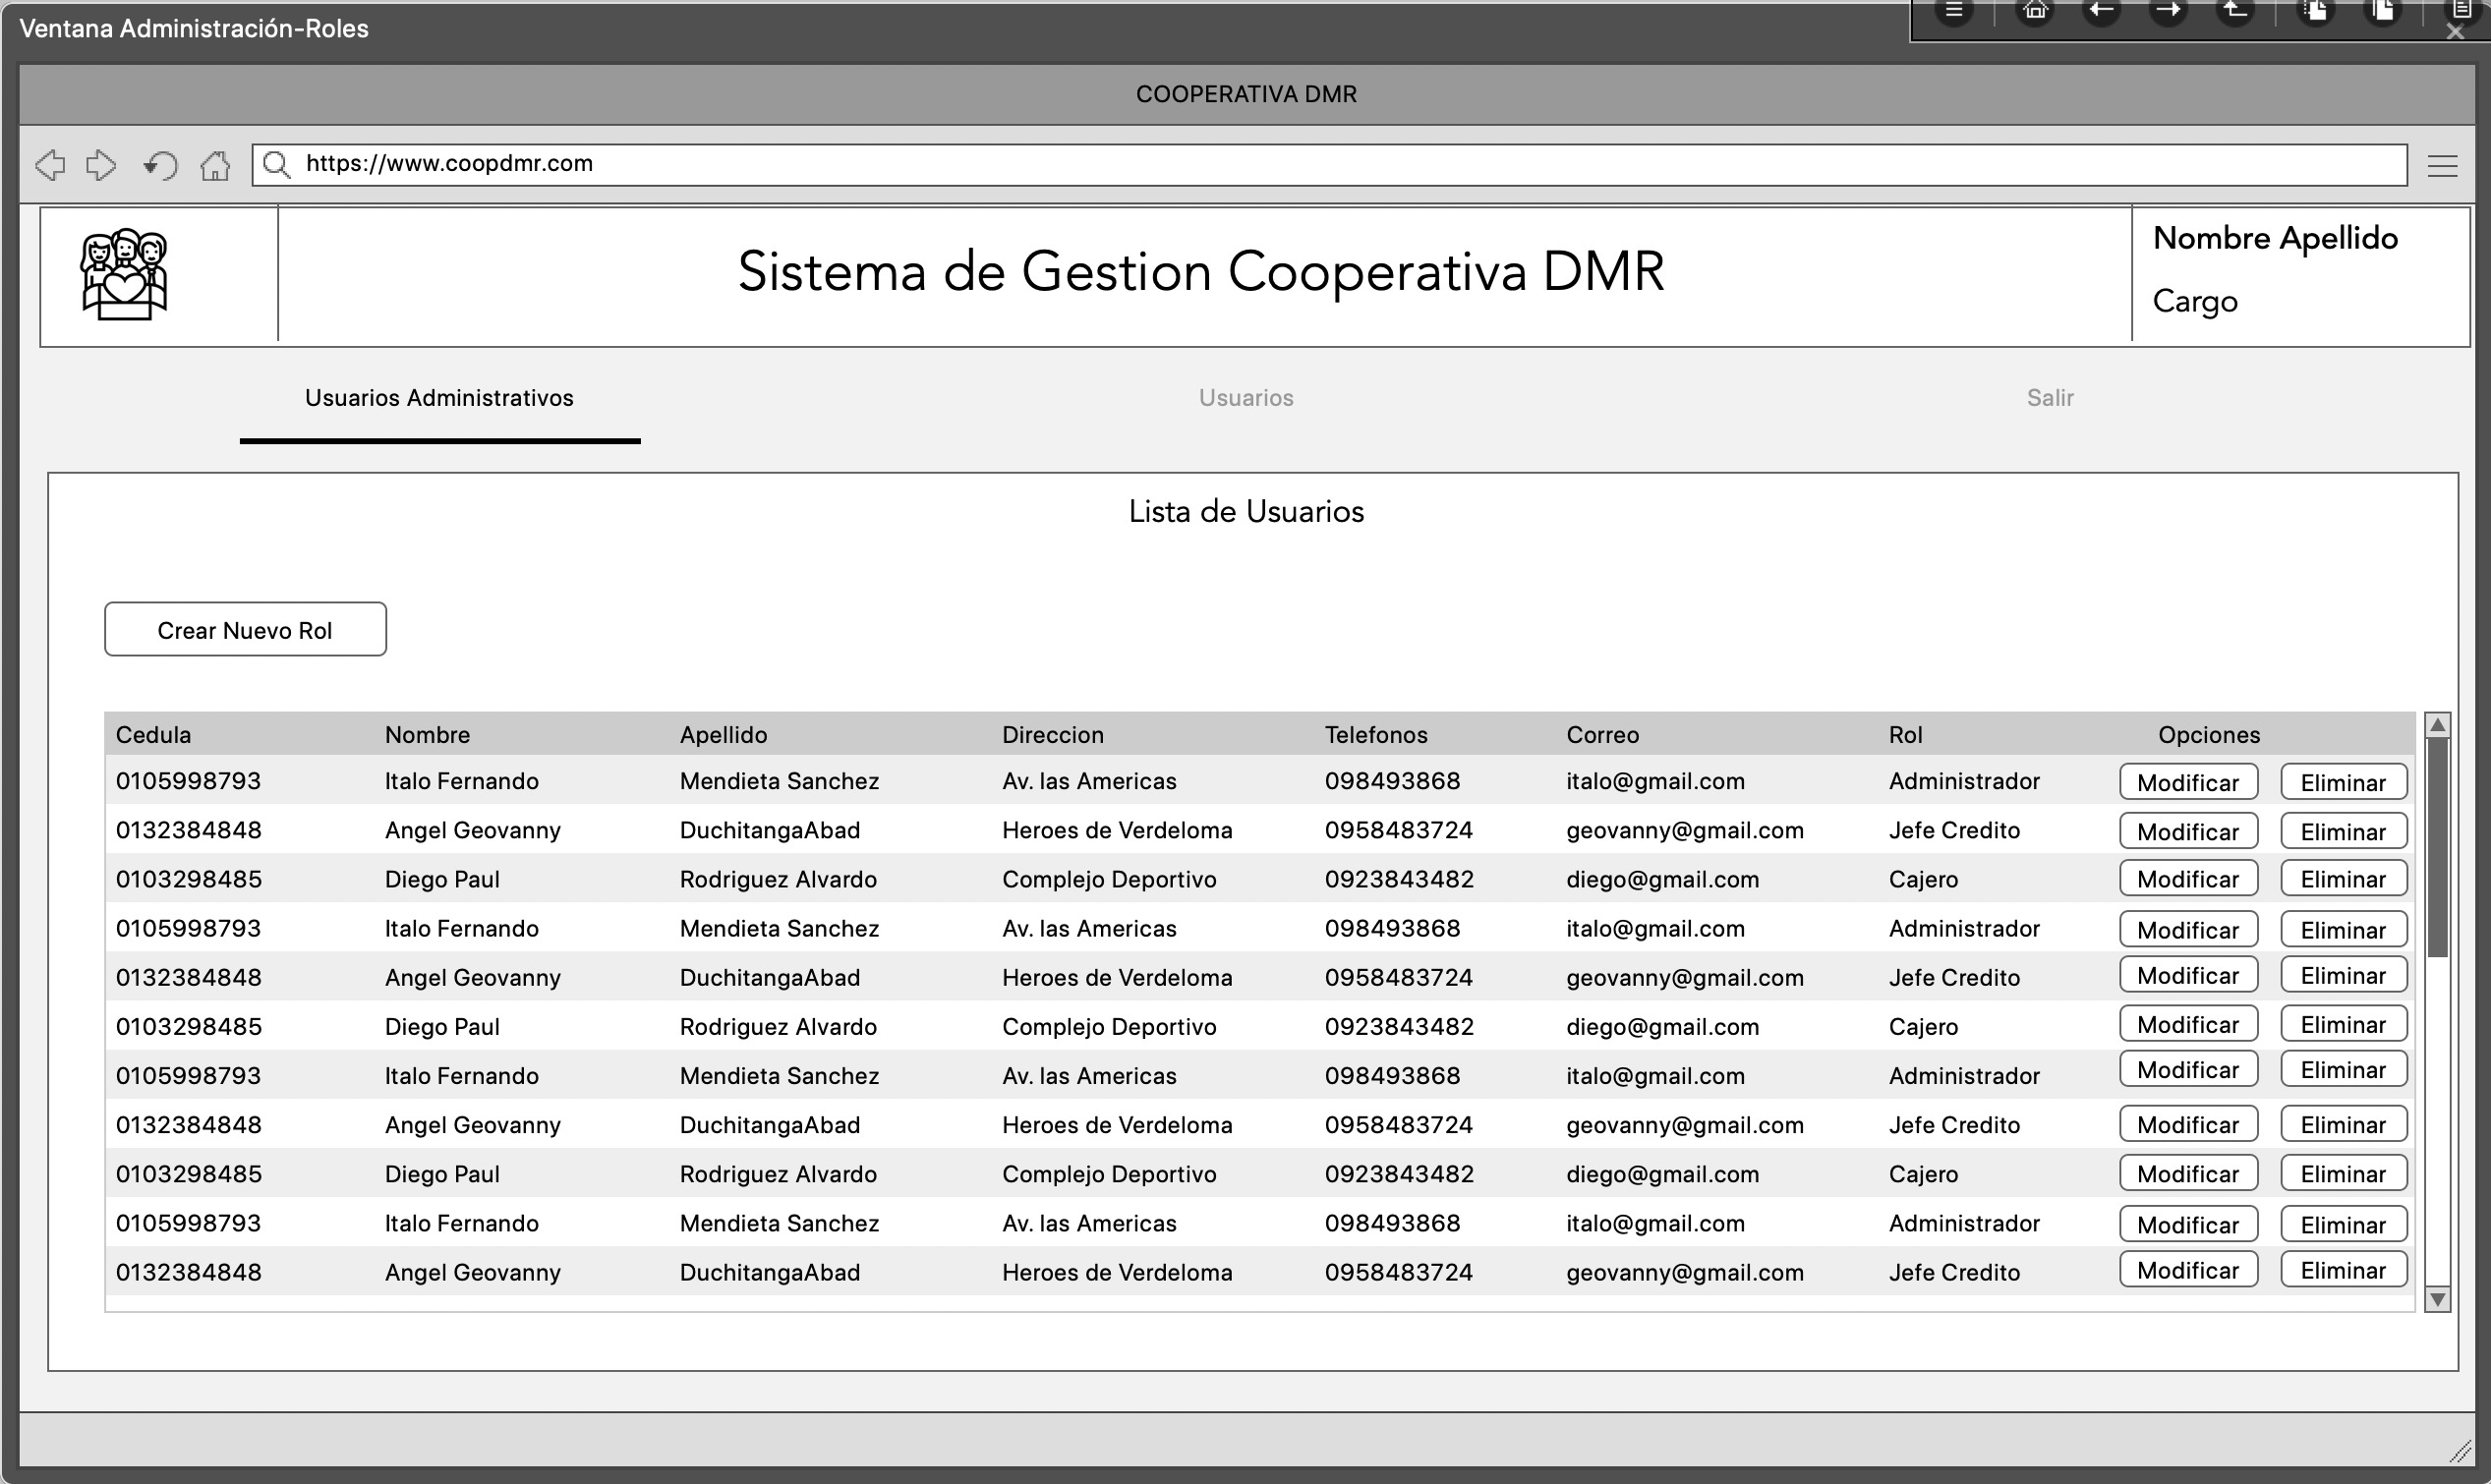 Ventana Administración-Roles
COOPERATIVA DMR
https://www.coopdmr.com
Sistema de Gestion Cooperativa DMR
Nombre Apellido
Cargo
Usuarios Administrativos Usuarios Salir
Lista de Usuarios
Crear Nuevo Rol
Cedula Nombre Apellido Direccion Telefonos Correo Rol Opciones
0105998793 Italo Fernando Mendieta Sanchez Av. las Americas 098493868 italo@gmail.com Administrador Modificar Eliminar
0132384848 Angel Geovanny DuchitangaAbad Heroes de Verdeloma 0958483724 geovanny@gmail.com Jefe Credito Modificar Eliminar
0103298485 Diego Paul Rodriguez Alvardo Complejo Deportivo 0923843482 diego@gmail.com Cajero Modificar Eliminar
0105998793 Italo Fernando Mendieta Sanchez Av. las Americas 098493868 italo@gmail.com Administrador Modificar Eliminar
0132384848 Angel Geovanny DuchitangaAbad Heroes de Verdeloma 0958483724 geovanny@gmail.com Jefe Credito Modificar Eliminar
0103298485 Diego Paul Rodriguez Alvardo Complejo Deportivo 0923843482 diego@gmail.com Cajero Modificar Eliminar
0105998793 Italo Fernando Mendieta Sanchez Av. las Americas 098493868 italo@gmail.com Administrador Modificar Eliminar
0132384848 Angel Geovanny DuchitangaAbad Heroes de Verdeloma 0958483724 geovanny@gmail.com Jefe Credito Modificar Eliminar
0103298485 Diego Paul Rodriguez Alvardo Complejo Deportivo 0923843482 diego@gmail.com Cajero Modificar Eliminar
0105998793 Italo Fernando Mendieta Sanchez Av. las Americas 098493868 italo@gmail.com Administrador Modificar Eliminar
0132384848 Angel Geovanny DuchitangaAbad Heroes de Verdeloma 0958483724 geovanny@gmail.com Jefe Credito Modificar Eliminar